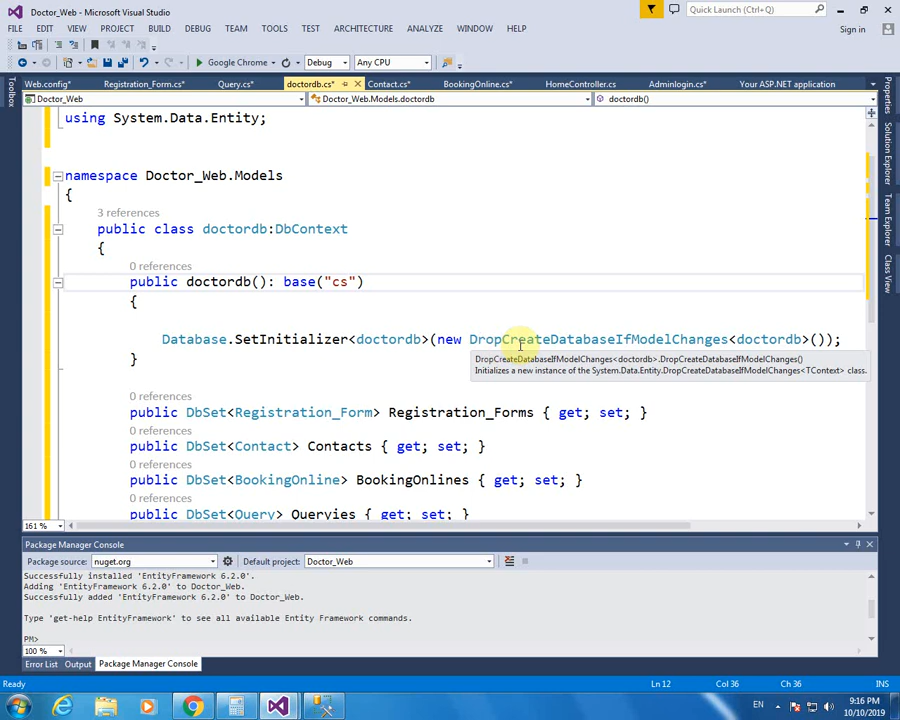 Doctor_Web - Microsoft Visual Studio
Quick Launch (Ctrl+Q)
FILE EDIT VIEW PROJECT BUILD DEBUG TEAM TOOLS TEST ARCHITECTURE ANALYZE WINDOW HELP
Sign in
Google Chrome Debug Any CPU
Toolbox
Web.config* Registration_Form.cs* Query.cs* doctordb.cs* Contact.cs* BookingOnline.cs* HomeController.cs Adminlogin.cs* Your ASP.NET application
Doctor_Web Doctor_Web.Models.doctordb doctordb()
using System.Data.Entity;
namespace Doctor_Web.Models
{
3 references
public class doctordb:DbContext
{
0 references
public doctordb(): base("cs")
{
Database.SetInitializer<doctordb>(new DropCreateDatabaseIfModelChanges<doctordb>());
}
DropCreateDatabaseIfModelChanges<doctordb>.DropCreateDatabaseIfModelChanges()
Initializes a new instance of the System.Data.Entity.DropCreateDatabaseIfModelChanges<TContext> class.
0 references
public DbSet<Registration_Form> Registration_Forms { get; set; }
0 references
public DbSet<Contact> Contacts { get; set; }
0 references
public DbSet<BookingOnline> BookingOnlines { get; set; }
0 references
public DbSet<Query> Queryies { get; set; }
161 %
Properties
Solution Explorer
Team Explorer
Class View
Package Manager Console
Package source: nuget.org Default project: Doctor_Web
Successfully installed 'EntityFramework 6.2.0'.
Adding 'EntityFramework 6.2.0' to Doctor_Web.
Successfully added 'EntityFramework 6.2.0' to Doctor_Web.
Type 'get-help EntityFramework' to see all available Entity Framework commands.
PM>
100 %
Error List Output Package Manager Console
Ready Ln 12 Col 36 Ch 36 INS
EN 9:16 PM
10/10/2019